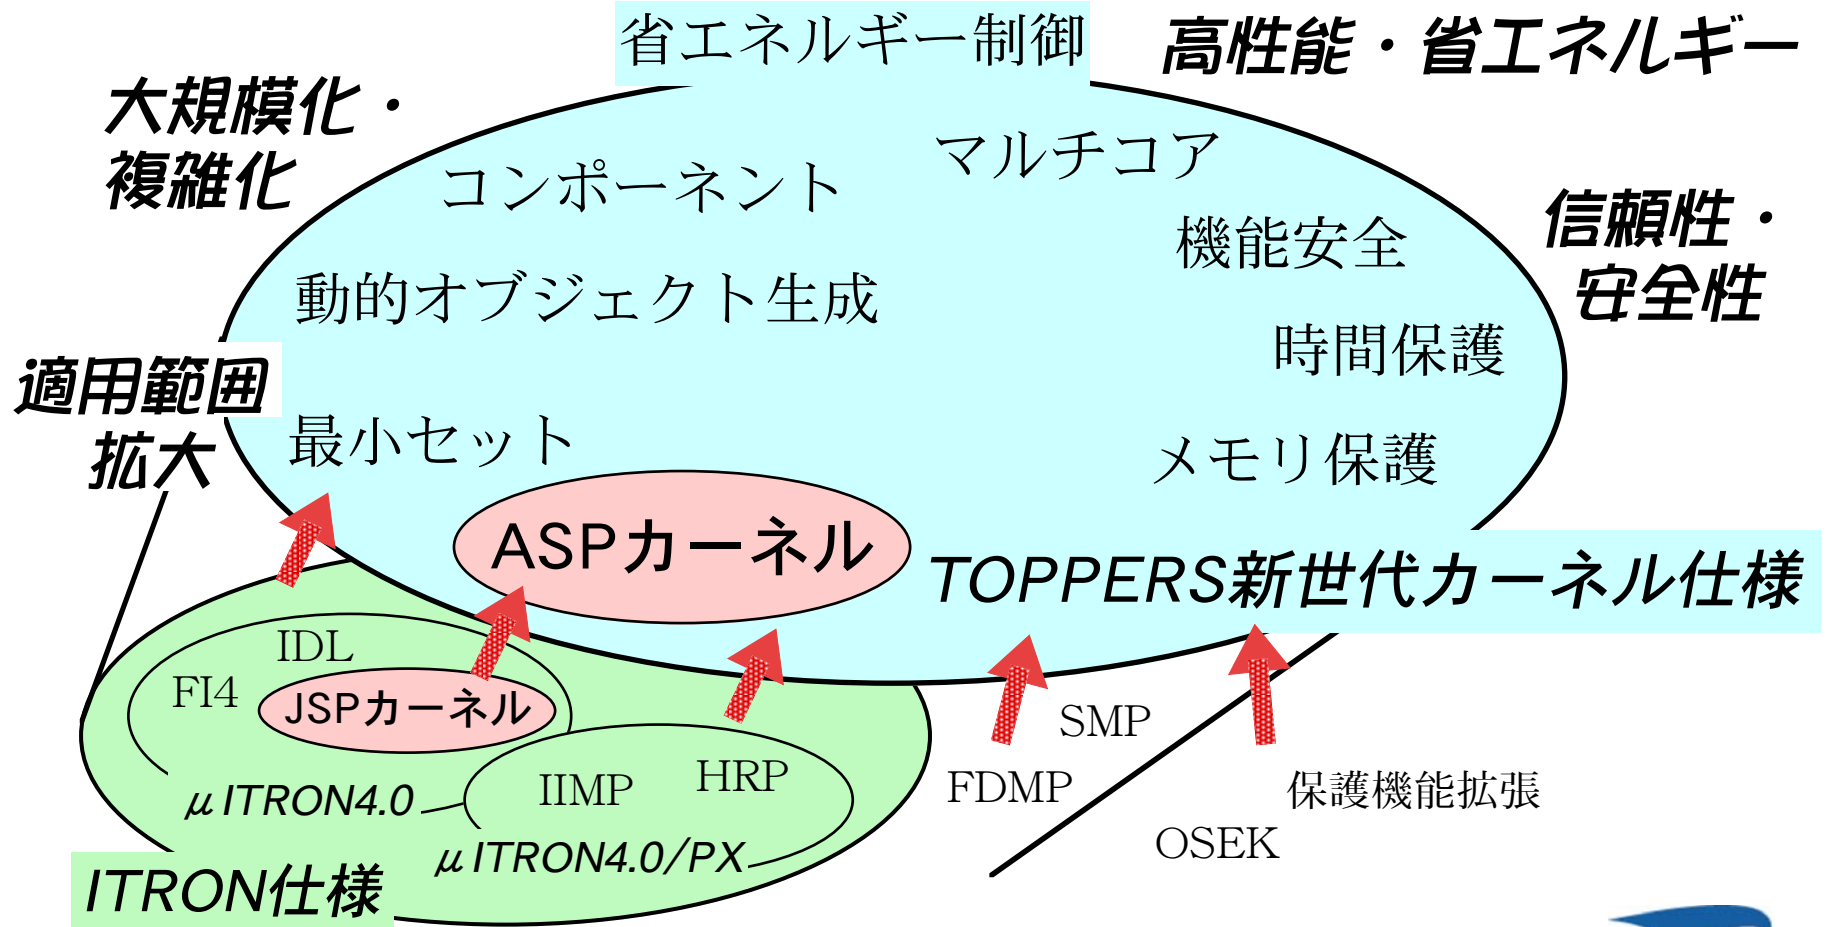 省エネルギー制御
高性能・省エネルギー
大規模化・
複雑化
コンポーネント
マルチコア
機能安全
信頼性・
安全性
動的オブジェクト生成
時間保護
適用範囲
拡大
最小セット
メモリ保護
ASPカーネル
TOPPERS新世代カーネル仕様
IDL
FI4
JSPカーネル
μITRON4.0
IIMP
HRP
μITRON4.0/PX
ITRON仕様
SMP
FDMP
保護機能拡張
OSEK